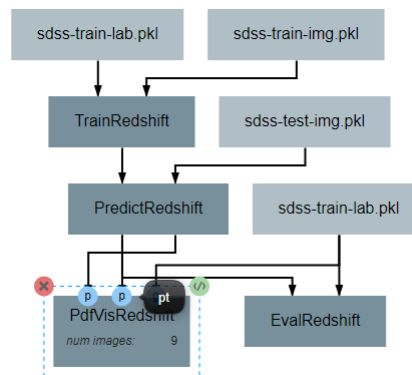 sdss-train-lab.pkl
sdss-train-img.pkl
TrainRedshift
sdss-test-img.pkl
PredictRedshift
sdss-train-lab.pkl
</>
p
p
pt
PdfVisRedshift
num images: 9
EvalRedshift